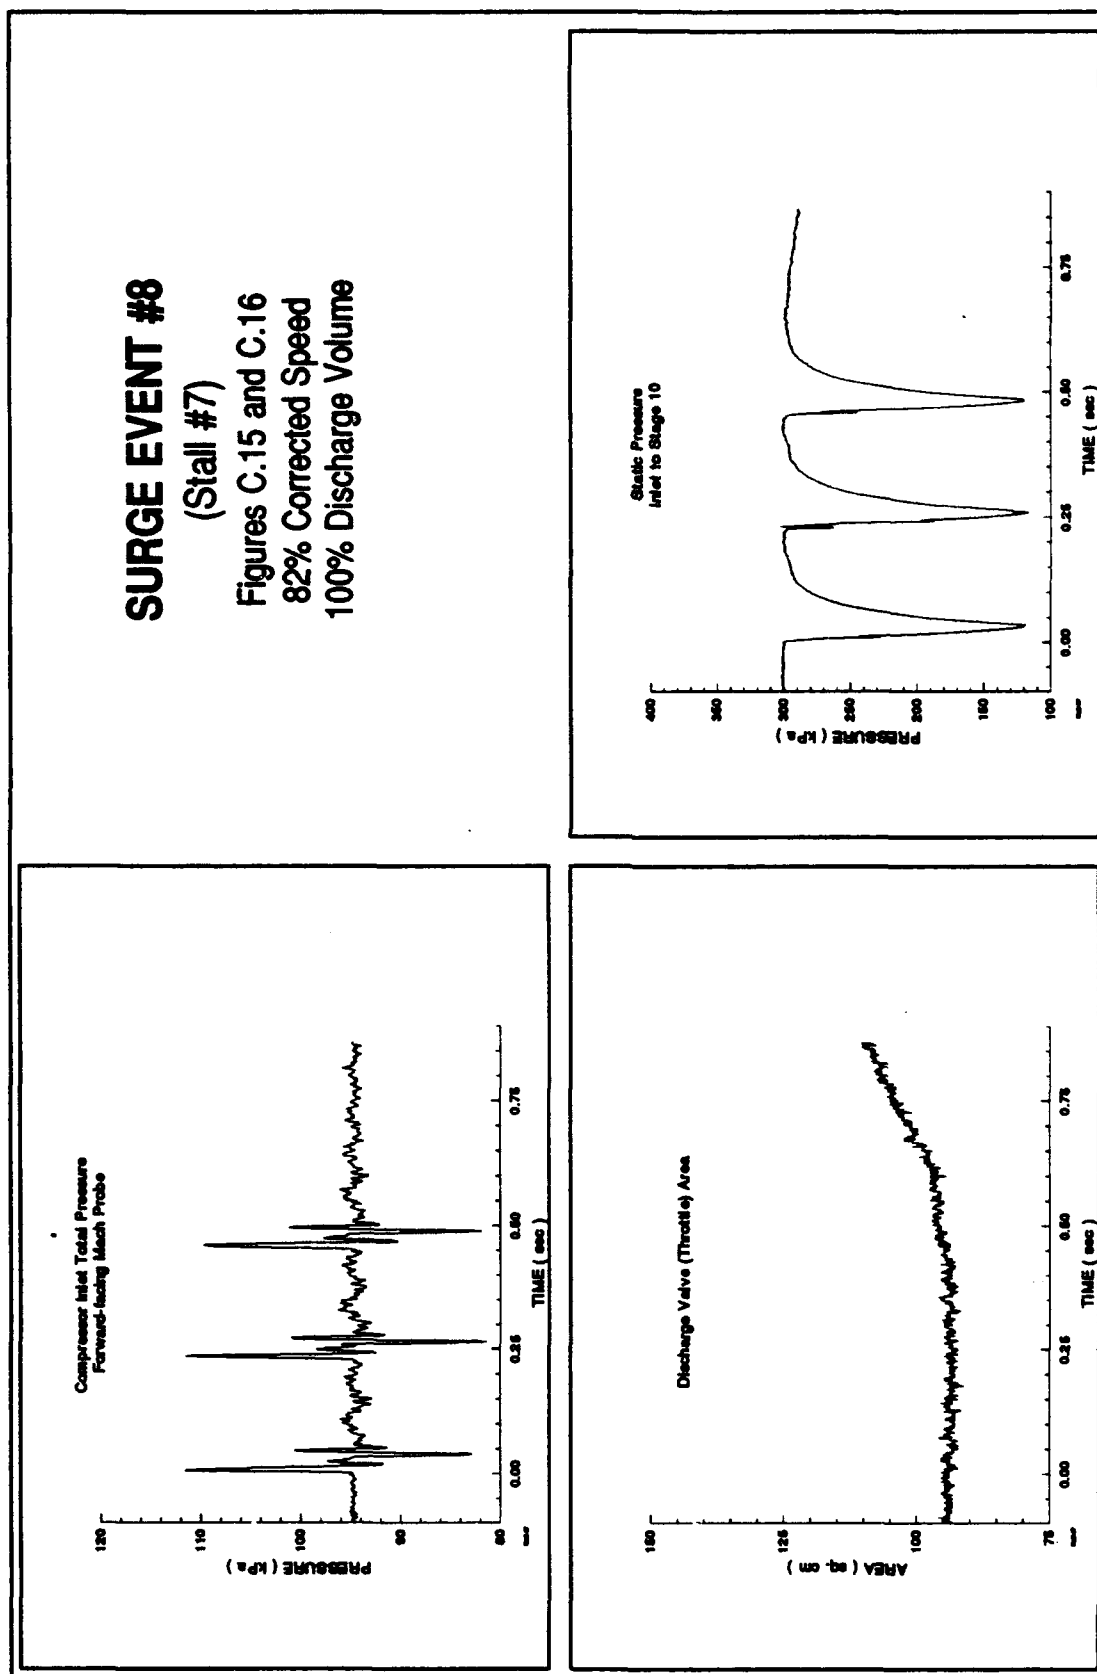 Compressor Inlet Total Pressure
Forward-facing Mach Probe
120
110
100
90
80
PRESSURE ( kPa )
0.00
0.25
0.50
0.75
TIME ( sec )
SURGE EVENT #8
(Stall #7)
Figures C.15 and C.16
82% Corrected Speed
100% Discharge Volume
Discharge Valve (Throttle) Area
150
125
100
75
AREA ( sq. cm )
0.00
0.25
0.50
0.75
TIME ( sec )
Static Pressure
Inlet to Stage 10
400
350
300
250
200
150
100
PRESSURE ( kPa )
0.00
0.25
0.50
0.75
TIME ( sec )